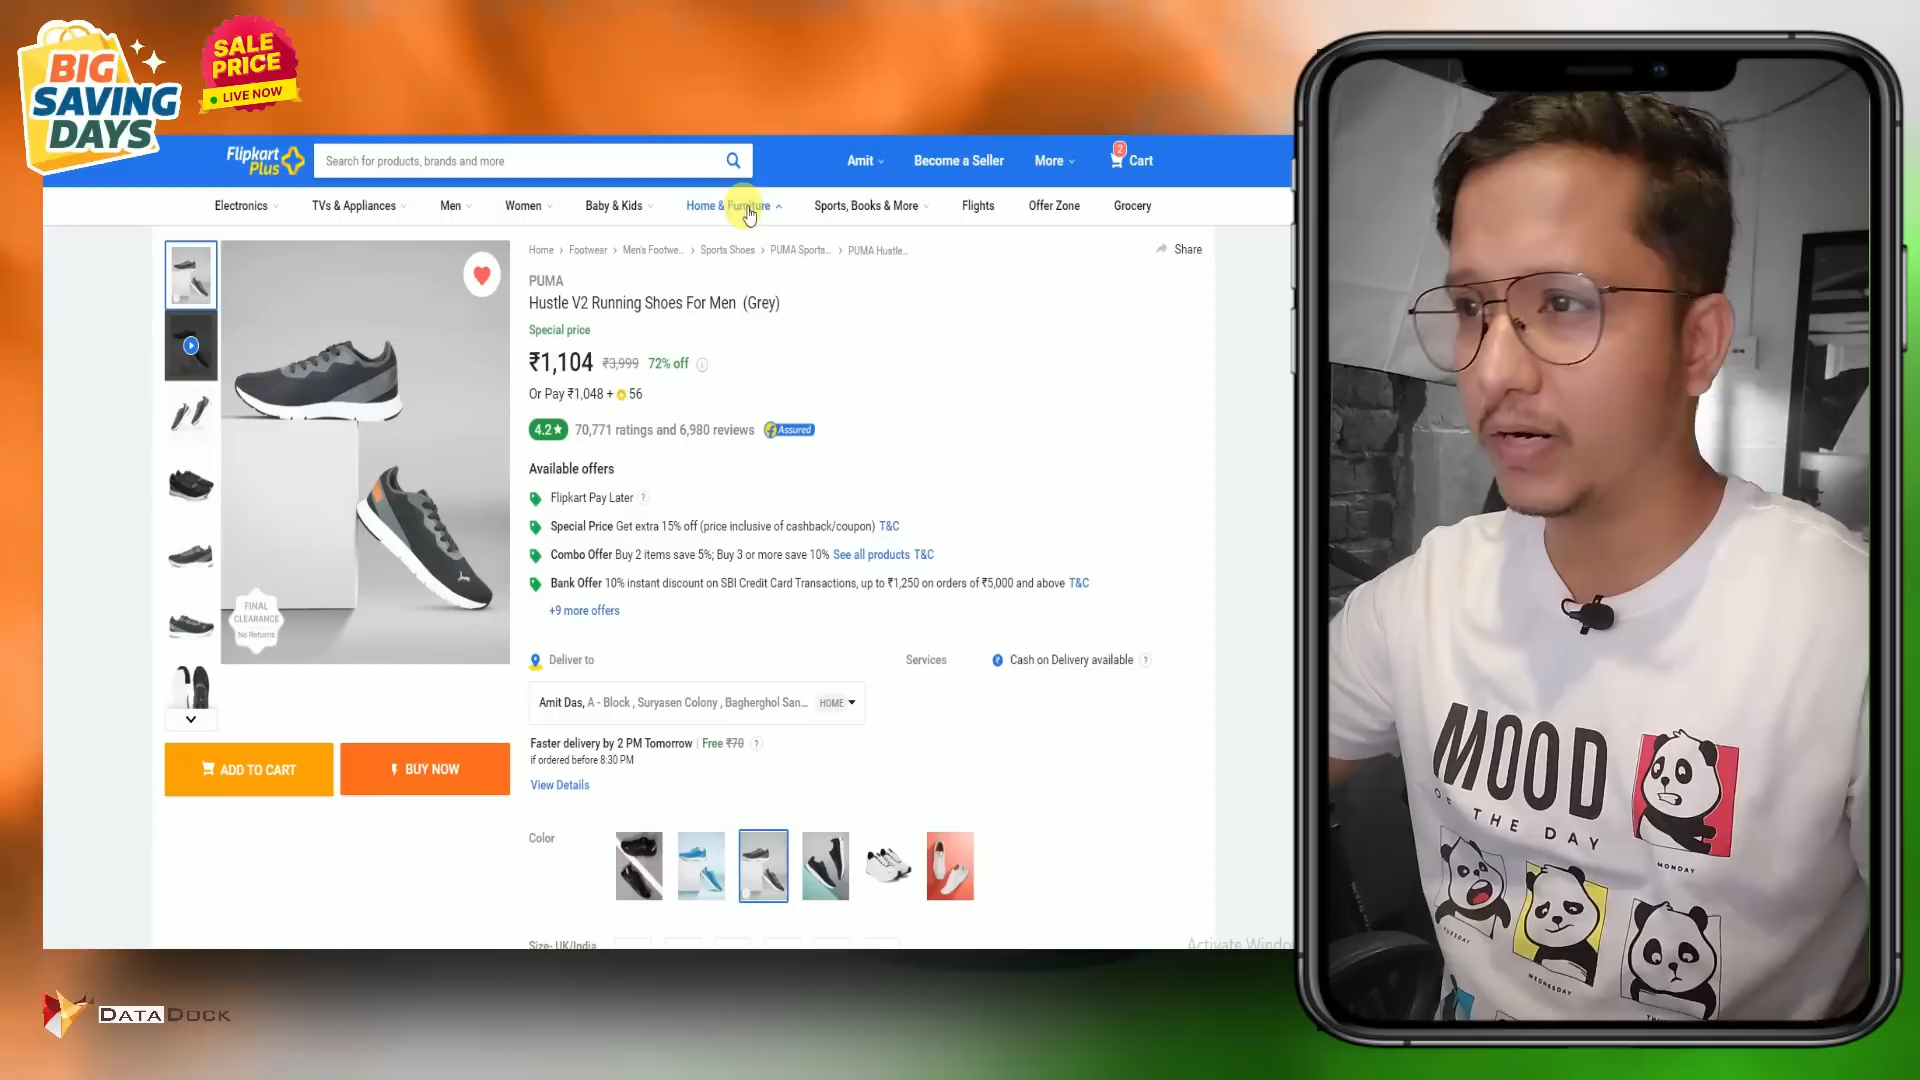 BIG
SAVING
DAYS
SALE
PRICE
LIVE NOW
Flipkart
Plus
Search for products, brands and more
Amit
Become a Seller
More
2
Cart
Electronics
TVs & Appliances
Men
Women
Baby & Kids
Home & Furniture
Sports, Books & More
Flights
Offer Zone
Grocery
Home > Footwear > Men's Footwe... > Sports Shoes > PUMA Sports... > PUMA Hustle...
Share
PUMA
Hustle V2 Running Shoes For Men (Grey)
Special price
₹1,104 ₹3,999 72% off
Or Pay ₹1,048 + 56
4.2★ 70,771 ratings and 6,980 reviews Assured
Available offers
Flipkart Pay Later ?
Special Price Get extra 15% off (price inclusive of cashback/coupon) T&C
Combo Offer Buy 2 items save 5%; Buy 3 or more save 10% See all products T&C
Bank Offer 10% instant discount on SBI Credit Card Transactions, up to ₹1,250 on orders of ₹5,000 and above T&C
+9 more offers
FINAL
CLEARANCE
No Returns
Deliver to
Services
Cash on Delivery available ?
Amit Das, A - Block , Suryasen Colony , Bagherghol San... HOME
Faster delivery by 2 PM Tomorrow | Free ₹70 ?
if ordered before 8:30 PM
View Details
ADD TO CART
BUY NOW
Color
Size- UK/India
Activate Windo
DATADOCK
MOOD
OF THE DAY
MONDAY
TUESDAY
WEDNESDAY